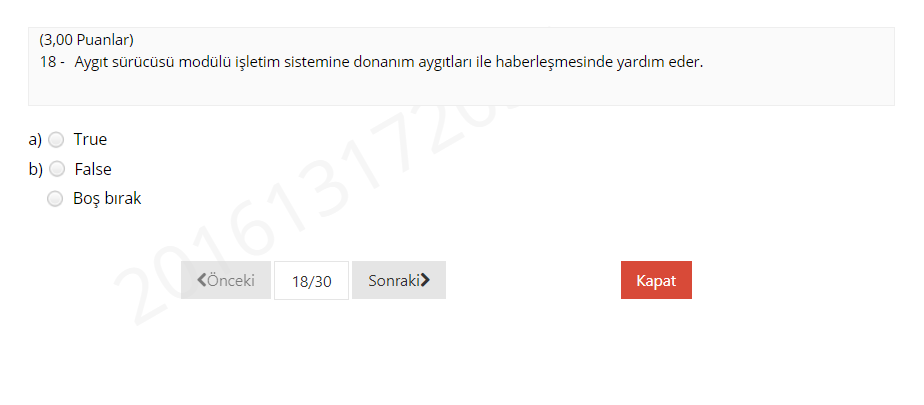 (3,00 Puanlar)
18 - Aygıt sürücüsü modülü işletim sistemine donanım aygıtları ile haberleşmesinde yardım eder.
a) True
b) False
Boş bırak
Önceki 18/30 Sonraki Kapat